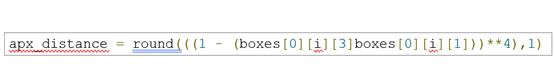 apx_distance = round(((1 - (boxes[0][i][3]boxes[0][i][1]))**4),1)